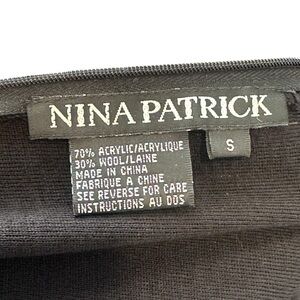 NINA PATRICK
S
70% ACRYLIC/ACRYLIQUE
30% WOOL/LAINE
MADE IN CHINA
FABRIQUE A CHINE
SEE REVERSE FOR CARE
INSTRUCTIONS AU DOS